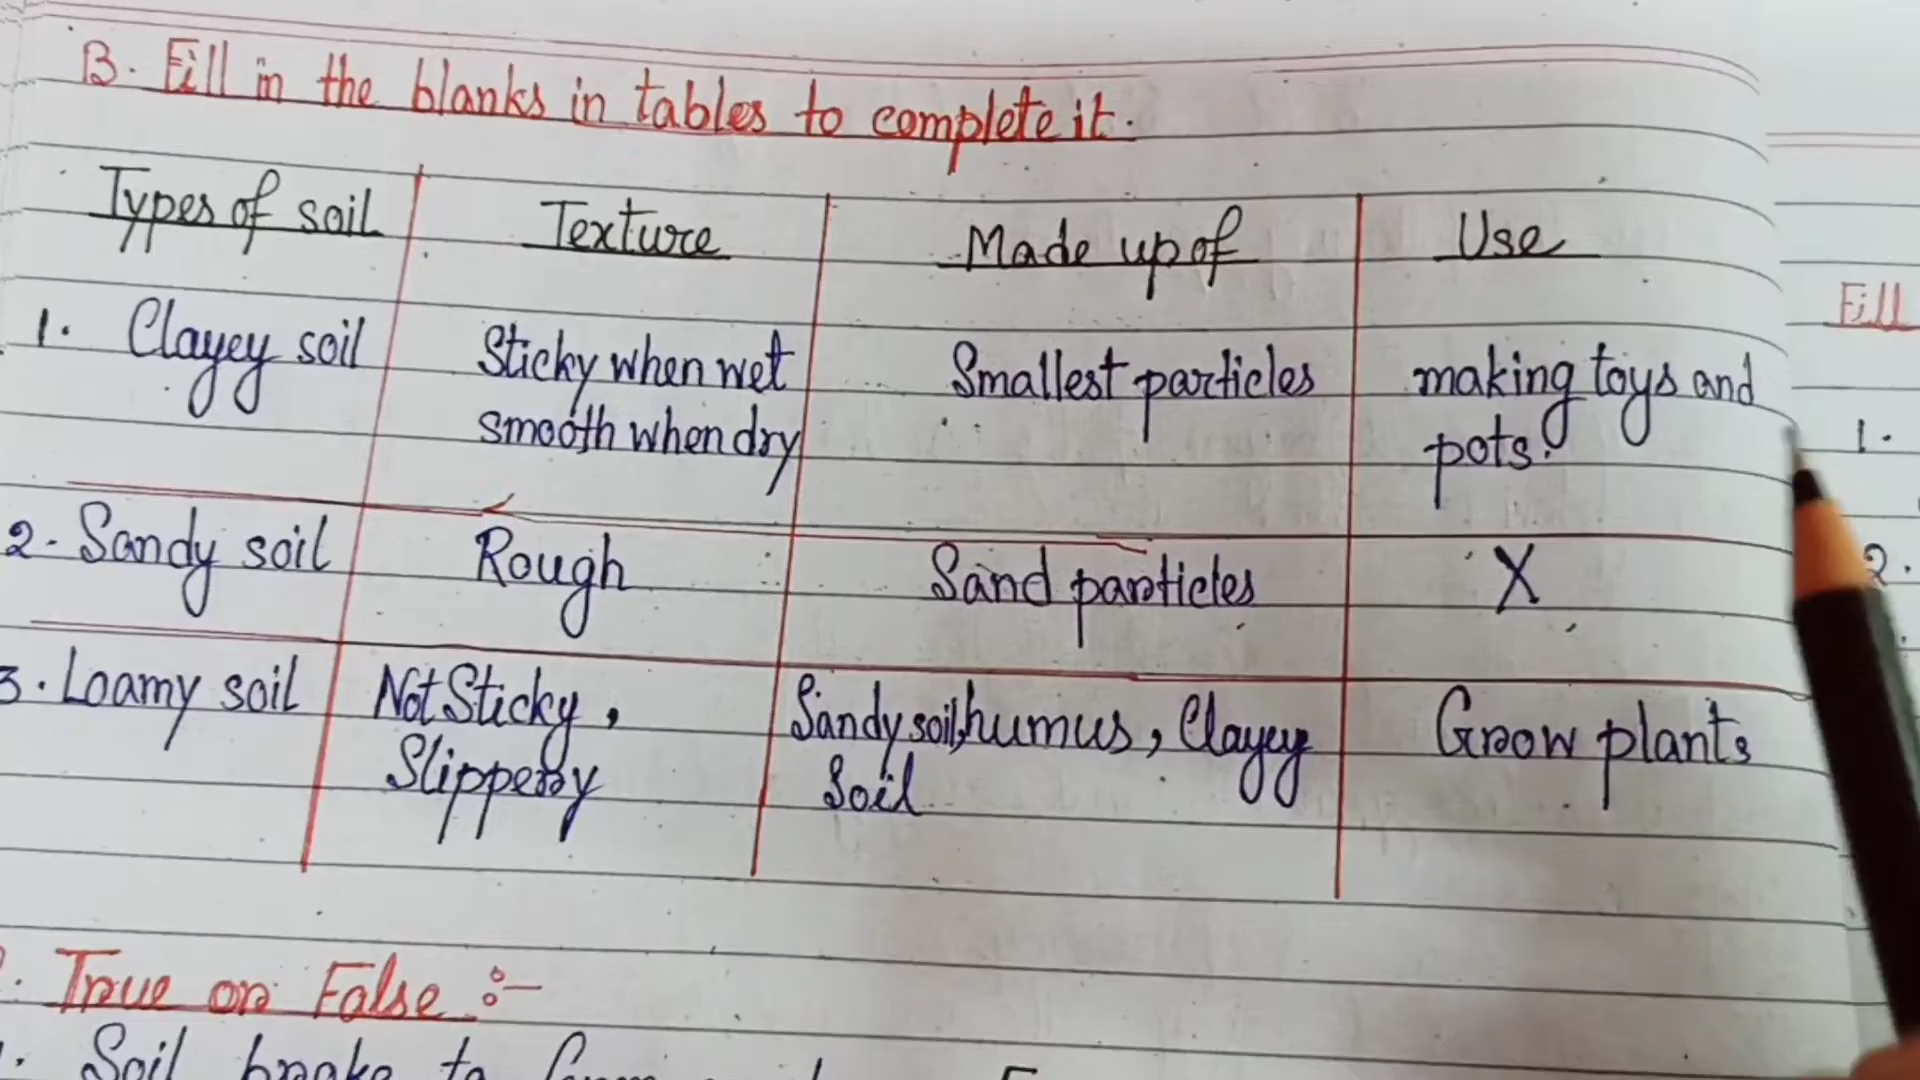 B. Fill in the blanks in tables to complete it.
Types of soil Texture Made up of Use
1. Clayey soil Sticky when wet Smallest particles making toys and
smooth when dry pots.
2. Sandy soil Rough Sand particles X
3. Loamy soil Not Sticky, Sandy soil, humus, Clayey Grow plants
Slippery Soil
True or False :-
Soil broke to
Fill
1.
2.